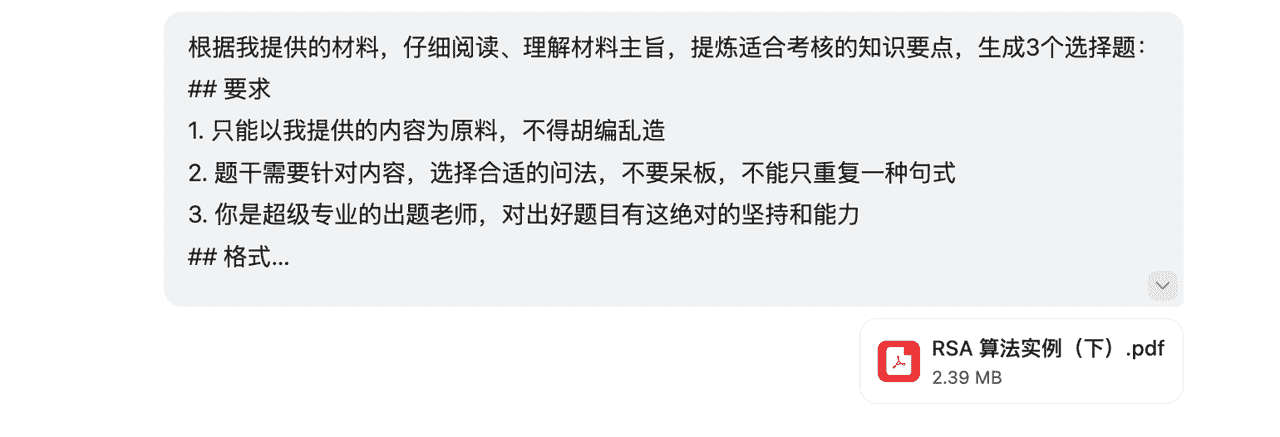 根据我提供的材料，仔细阅读、理解材料主旨，提炼适合考核的知识要点，生成3个选择题：
## 要求
1. 只能以我提供的内容为原料，不得胡编乱造
2. 题干需要针对内容，选择合适的问法，不要呆板，不能只重复一种句式
3. 你是超级专业的出题老师，对出好题目有这绝对的坚持和能力
## 格式...
RSA 算法实例（下）.pdf
2.39 MB